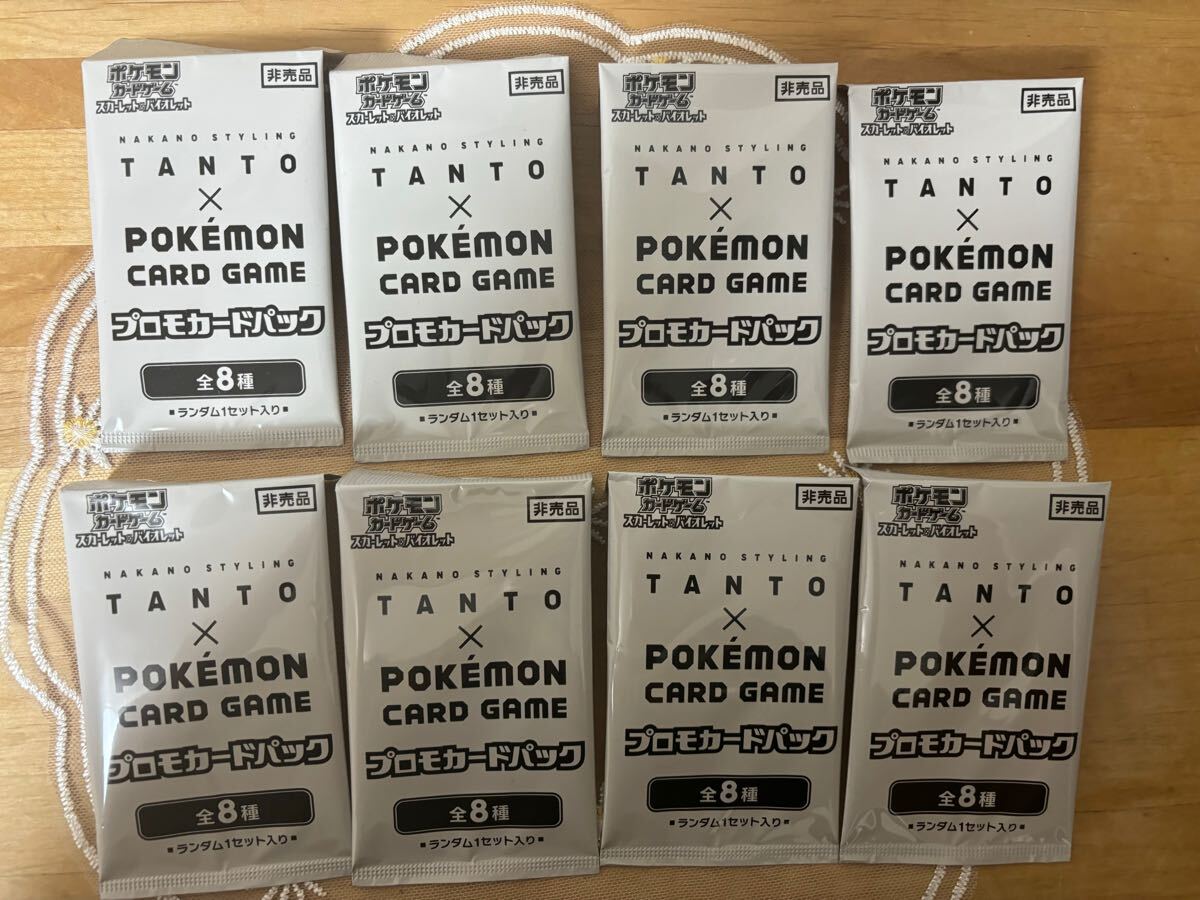 ポケモン
カードゲーム
スカーレット&バイオレット
非売品
NAKANO STYLING
TANTO
×
POKÉMON
CARD GAME
プロモカードパック
全8種
■ランダム1セット入り■
ポケモン
カードゲーム
スカーレット&バイオレット
非売品
NAKANO STYLING
TANTO
×
POKÉMON
CARD GAME
プロモカードパック
全8種
■ランダム1セット入り■
ポケモン
カードゲーム
スカーレット&バイオレット
非売品
NAKANO STYLING
TANTO
×
POKÉMON
CARD GAME
プロモカードパック
全8種
■ランダム1セット入り■
ポケモン
カードゲーム
スカーレット&バイオレット
非売品
NAKANO STYLING
TANTO
×
POKÉMON
CARD GAME
プロモカードパック
全8種
■ランダム1セット入り■
ポケモン
カードゲーム
スカーレット&バイオレット
非売品
NAKANO STYLING
TANTO
×
POKÉMON
CARD GAME
プロモカードパック
全8種
■ランダム1セット入り■
ポケモン
カードゲーム
スカーレット&バイオレット
非売品
NAKANO STYLING
TANTO
×
POKÉMON
CARD GAME
プロモカードパック
全8種
■ランダム1セット入り■
ポケモン
カードゲーム
スカーレット&バイオレット
非売品
NAKANO STYLING
TANTO
×
POKÉMON
CARD GAME
プロモカードパック
全8種
■ランダム1セット入り■
ポケモン
カードゲーム
スカーレット&バイオレット
非売品
NAKANO STYLING
TANTO
×
POKÉMON
CARD GAME
プロモカードパック
全8種
■ランダム1セット入り■